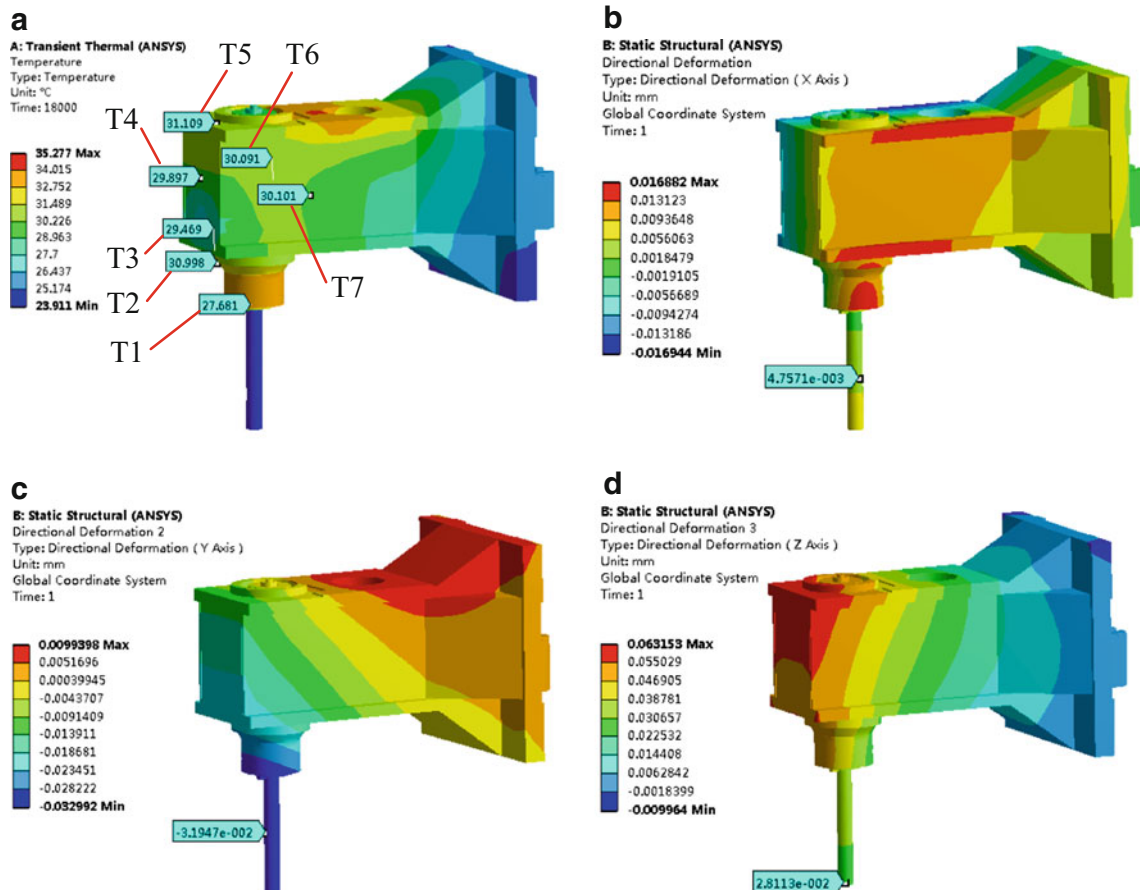 a
A: Transient Thermal (ANSYS)
Temperature
Type: Temperature
Unit: °C
Time: 18000
T5
T6
T4
31.109
35.277 Max
34.015
32.752
31.489
30.226
28.963
27.7
26.437
25.174
23.911 Min
29.897
30.091
30.101
29.469
30.998
27.681
T3
T2
T1
T7
b
B: Static Structural (ANSYS)
Directional Deformation
Type: Directional Deformation ( X Axis )
Unit: mm
Global Coordinate System
Time: 1
0.016882 Max
0.013123
0.0093648
0.0056063
0.0018479
-0.0019105
-0.0056689
-0.0094274
-0.013186
-0.016944 Min
4.7571e-003
c
B: Static Structural (ANSYS)
Directional Deformation 2
Type: Directional Deformation ( Y Axis )
Unit: mm
Global Coordinate System
Time: 1
0.0099398 Max
0.0051696
0.00039945
-0.0043707
-0.0091409
-0.013911
-0.018681
-0.023451
-0.028222
-0.032992 Min
-3.1947e-002
d
B: Static Structural (ANSYS)
Directional Deformation 3
Type: Directional Deformation ( Z Axis )
Unit: mm
Global Coordinate System
Time: 1
0.063153 Max
0.055029
0.046905
0.038781
0.030657
0.022532
0.014408
0.0062842
-0.0018399
-0.009964 Min
2.8113e-002